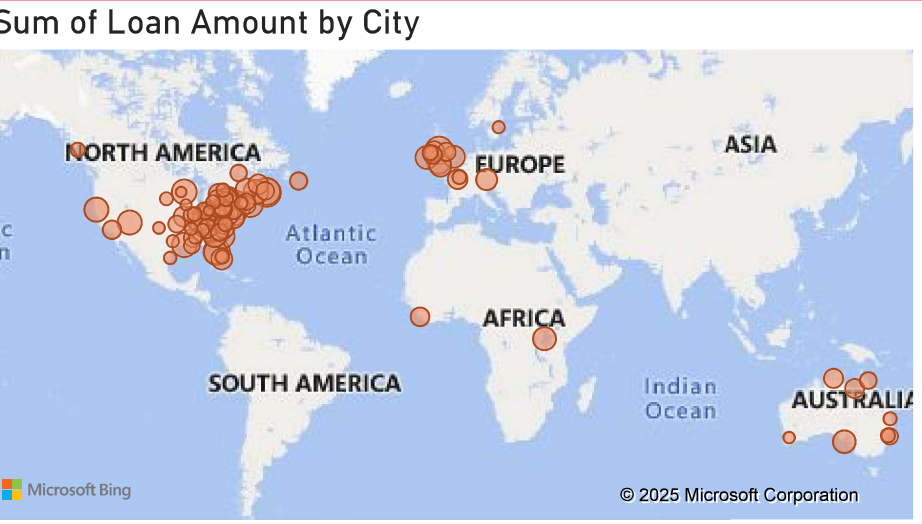 Sum of Loan Amount by City
NORTH AMERICA
EUROPE
ASIA
Atlantic
Ocean
AFRICA
SOUTH AMERICA
Indian
Ocean
AUSTRALIA
Microsoft Bing
© 2025 Microsoft Corporation